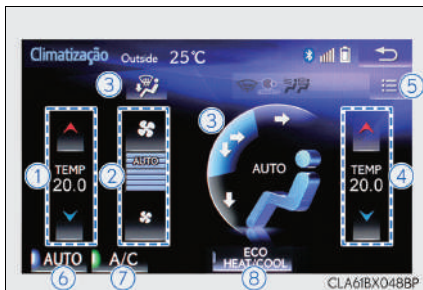 Climatização Outside 25℃
3
3
5
1
TEMP
20.0
2
AUTO
AUTO
TEMP
20.0
4
AUTO
A/C
ECO
HEAT/COOL
6
7
8
CLA61BX048BP